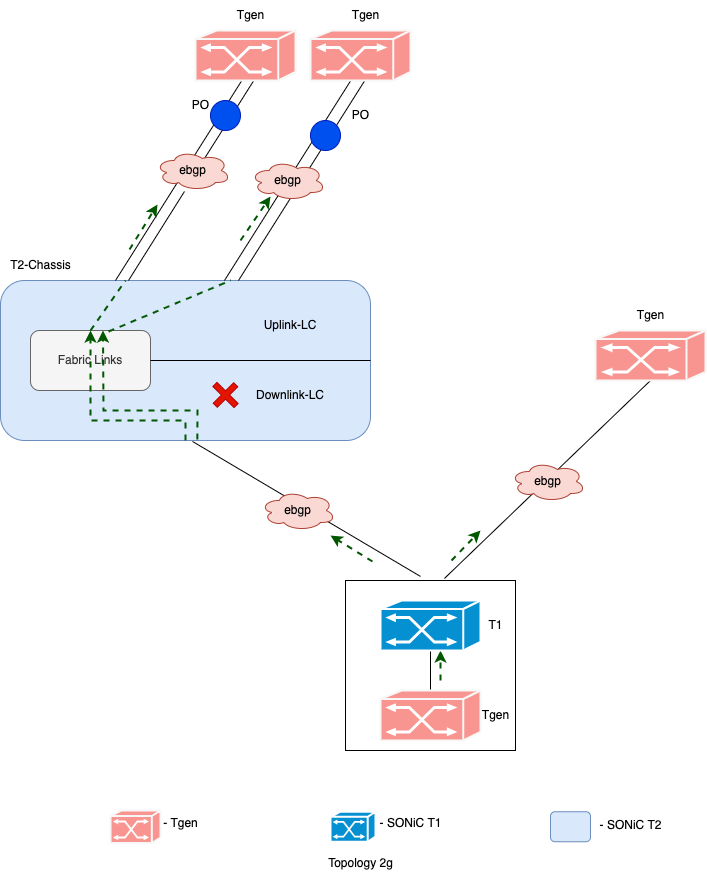 Tgen
Tgen
PO
PO
ebgp
ebgp
T2-Chassis
Uplink-LC
Tgen
Fabric Links
Downlink-LC
ebgp
ebgp
T1
Tgen
- Tgen
- SONiC T1
- SONiC T2
Topology 2g